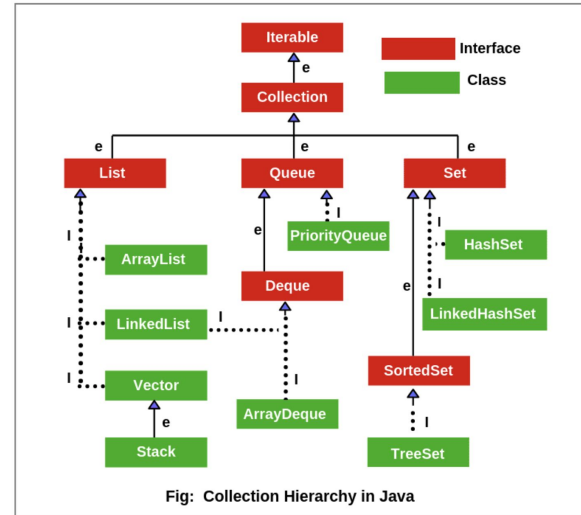 Iterable
Interface
e
Class
Collection
e e e
List Queue Set
I I
PriorityQueue HashSet
I e
ArrayList
Deque e I
LinkedHashSet
I LinkedList I
SortedSet
I Vector I
ArrayDeque I
e
Stack TreeSet
Fig: Collection Hierarchy in Java